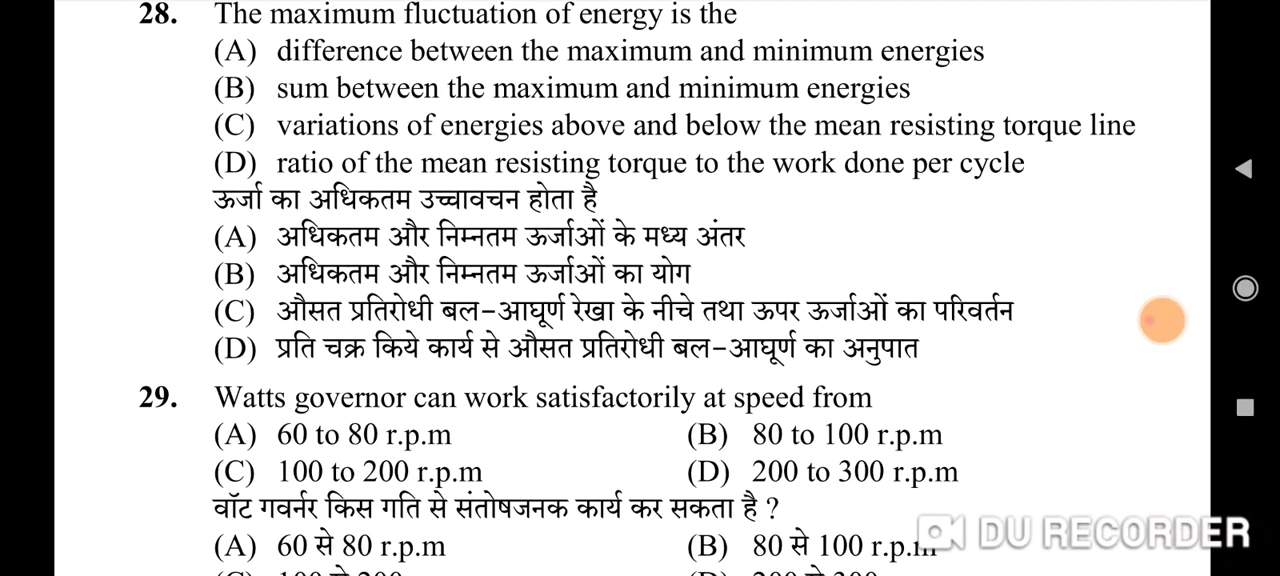 28. The maximum fluctuation of energy is the
(A) difference between the maximum and minimum energies
(B) sum between the maximum and minimum energies
(C) variations of energies above and below the mean resisting torque line
(D) ratio of the mean resisting torque to the work done per cycle
ऊर्जा का अधिकतम उच्चावचन होता है
(A) अधिकतम और निम्नतम ऊर्जाओं के मध्य अंतर
(B) अधिकतम और निम्नतम ऊर्जाओं का योग
(C) औसत प्रतिरोधी बल-आघूर्ण रेखा के नीचे तथा ऊपर ऊर्जाओं का परिवर्तन
(D) प्रति चक्र किये कार्य से औसत प्रतिरोधी बल-आघूर्ण का अनुपात
29. Watts governor can work satisfactorily at speed from
(A) 60 to 80 r.p.m (B) 80 to 100 r.p.m
(C) 100 to 200 r.p.m (D) 200 to 300 r.p.m
वॉट गवर्नर किस गति से संतोषजनक कार्य कर सकता है ?
(A) 60 से 80 r.p.m (B) 80 से 100 r.p.m
DU RECORDER